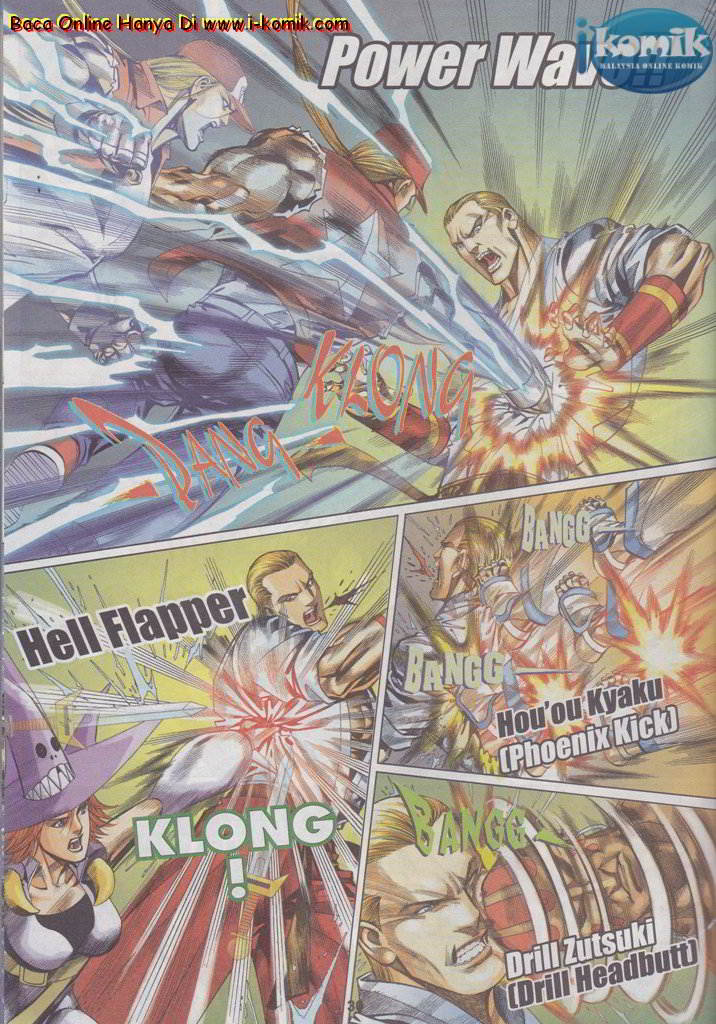 Baca Online Hanya Di www.i-komik.com
iKomik
MALAYSIA ONLINE KOMIK
Power Wave!!
DANG
KLONG
Hell Flapper
BANGG
BANGG
Hou'ou Kyaku
(Phoenix Kick)
KLONG
!
BANGG
Drill Zutsuki
(Drill Headbutt)
30